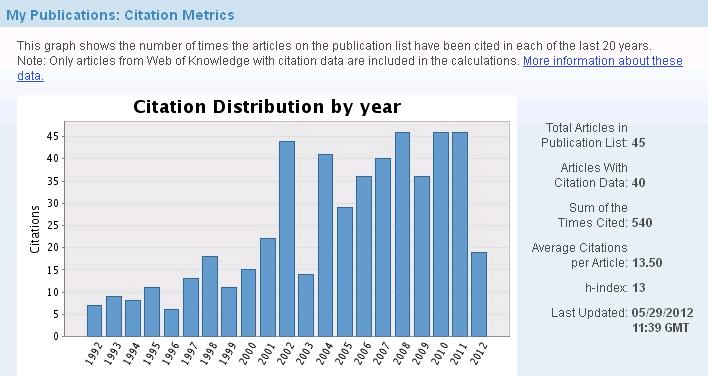 My Publications: Citation Metrics
This graph shows the number of times the articles on the publication list have been cited in each of the last 20 years.
Note: Only articles from Web of Knowledge with citation data are included in the calculations. More information about these
data.
Citation Distribution by year
Citations
45
40
35
30
25
20
15
10
5
0
1992
1993
1994
1995
1996
1997
1998
1999
2000
2001
2002
2003
2004
2005
2006
2007
2008
2009
2010
2011
2012
Total Articles in
Publication List: 45
Articles With
Citation Data: 40
Sum of the
Times Cited: 540
Average Citations
per Article: 13.50
h-index: 13
Last Updated: 05/29/2012
11:39 GMT